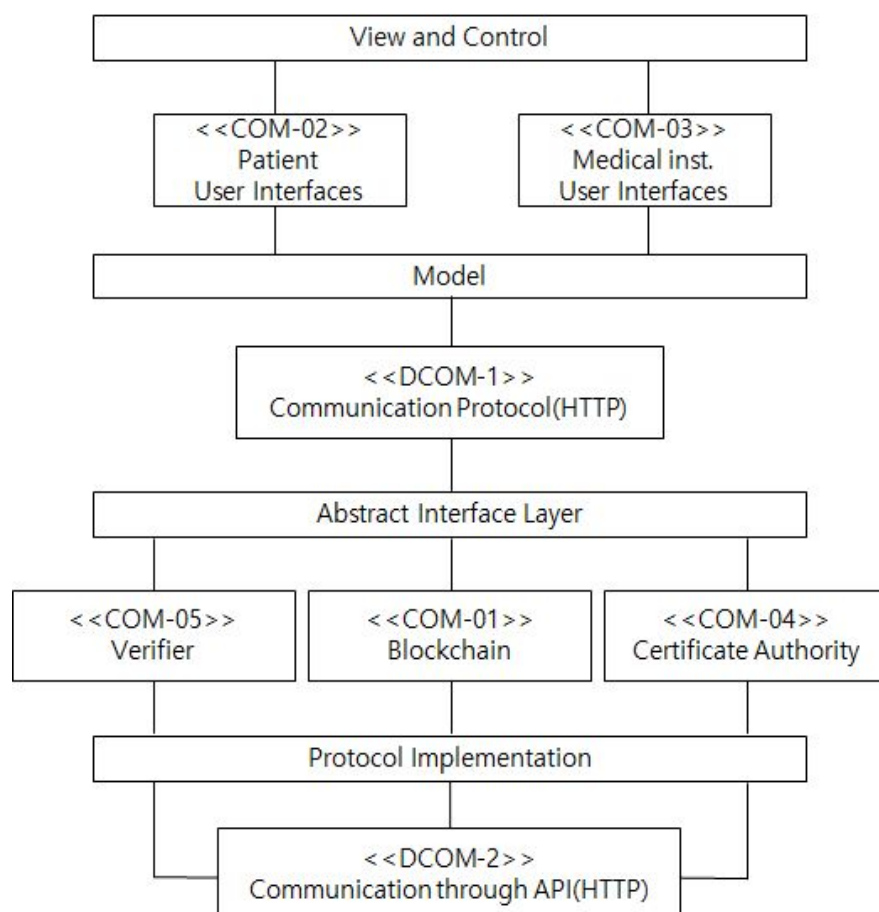 View and Control
<<COM-02>>
Patient
User Interfaces
<<COM-03>>
Medical inst.
User Interfaces
Model
<<DCOM-1>>
Communication Protocol(HTTP)
Abstract Interface Layer
<<COM-05>>
Verifier
<<COM-01>>
Blockchain
<<COM-04>>
Certificate Authority
Protocol Implementation
<<DCOM-2>>
Communication through API(HTTP)